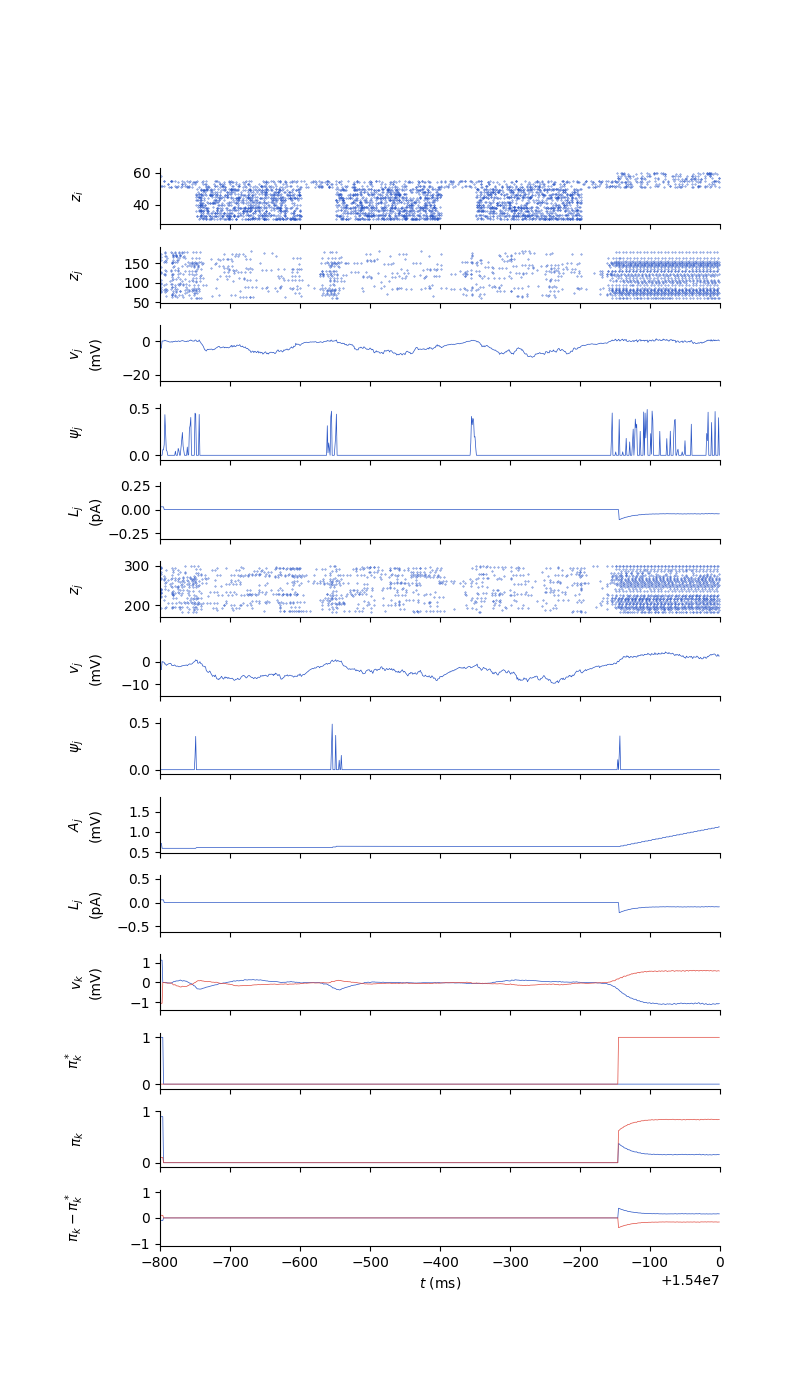 z_i
60
40
z_j
150
100
50
v_j
(mV)
0
−20
ψ_j
0.5
0.0
L_j
(pA)
0.25
0.00
−0.25
z_j
300
200
v_j
(mV)
0
−10
ψ_j
0.5
0.0
A_j
(mV)
1.5
1.0
0.5
L_j
(pA)
0.5
0.0
−0.5
v_k
(mV)
1
0
−1
π_k^*
1
0
π_k
1
0
π_k − π_k^*
1
0
−1
−800 −700 −600 −500 −400 −300 −200 −100 0
t (ms)
+1.54e7